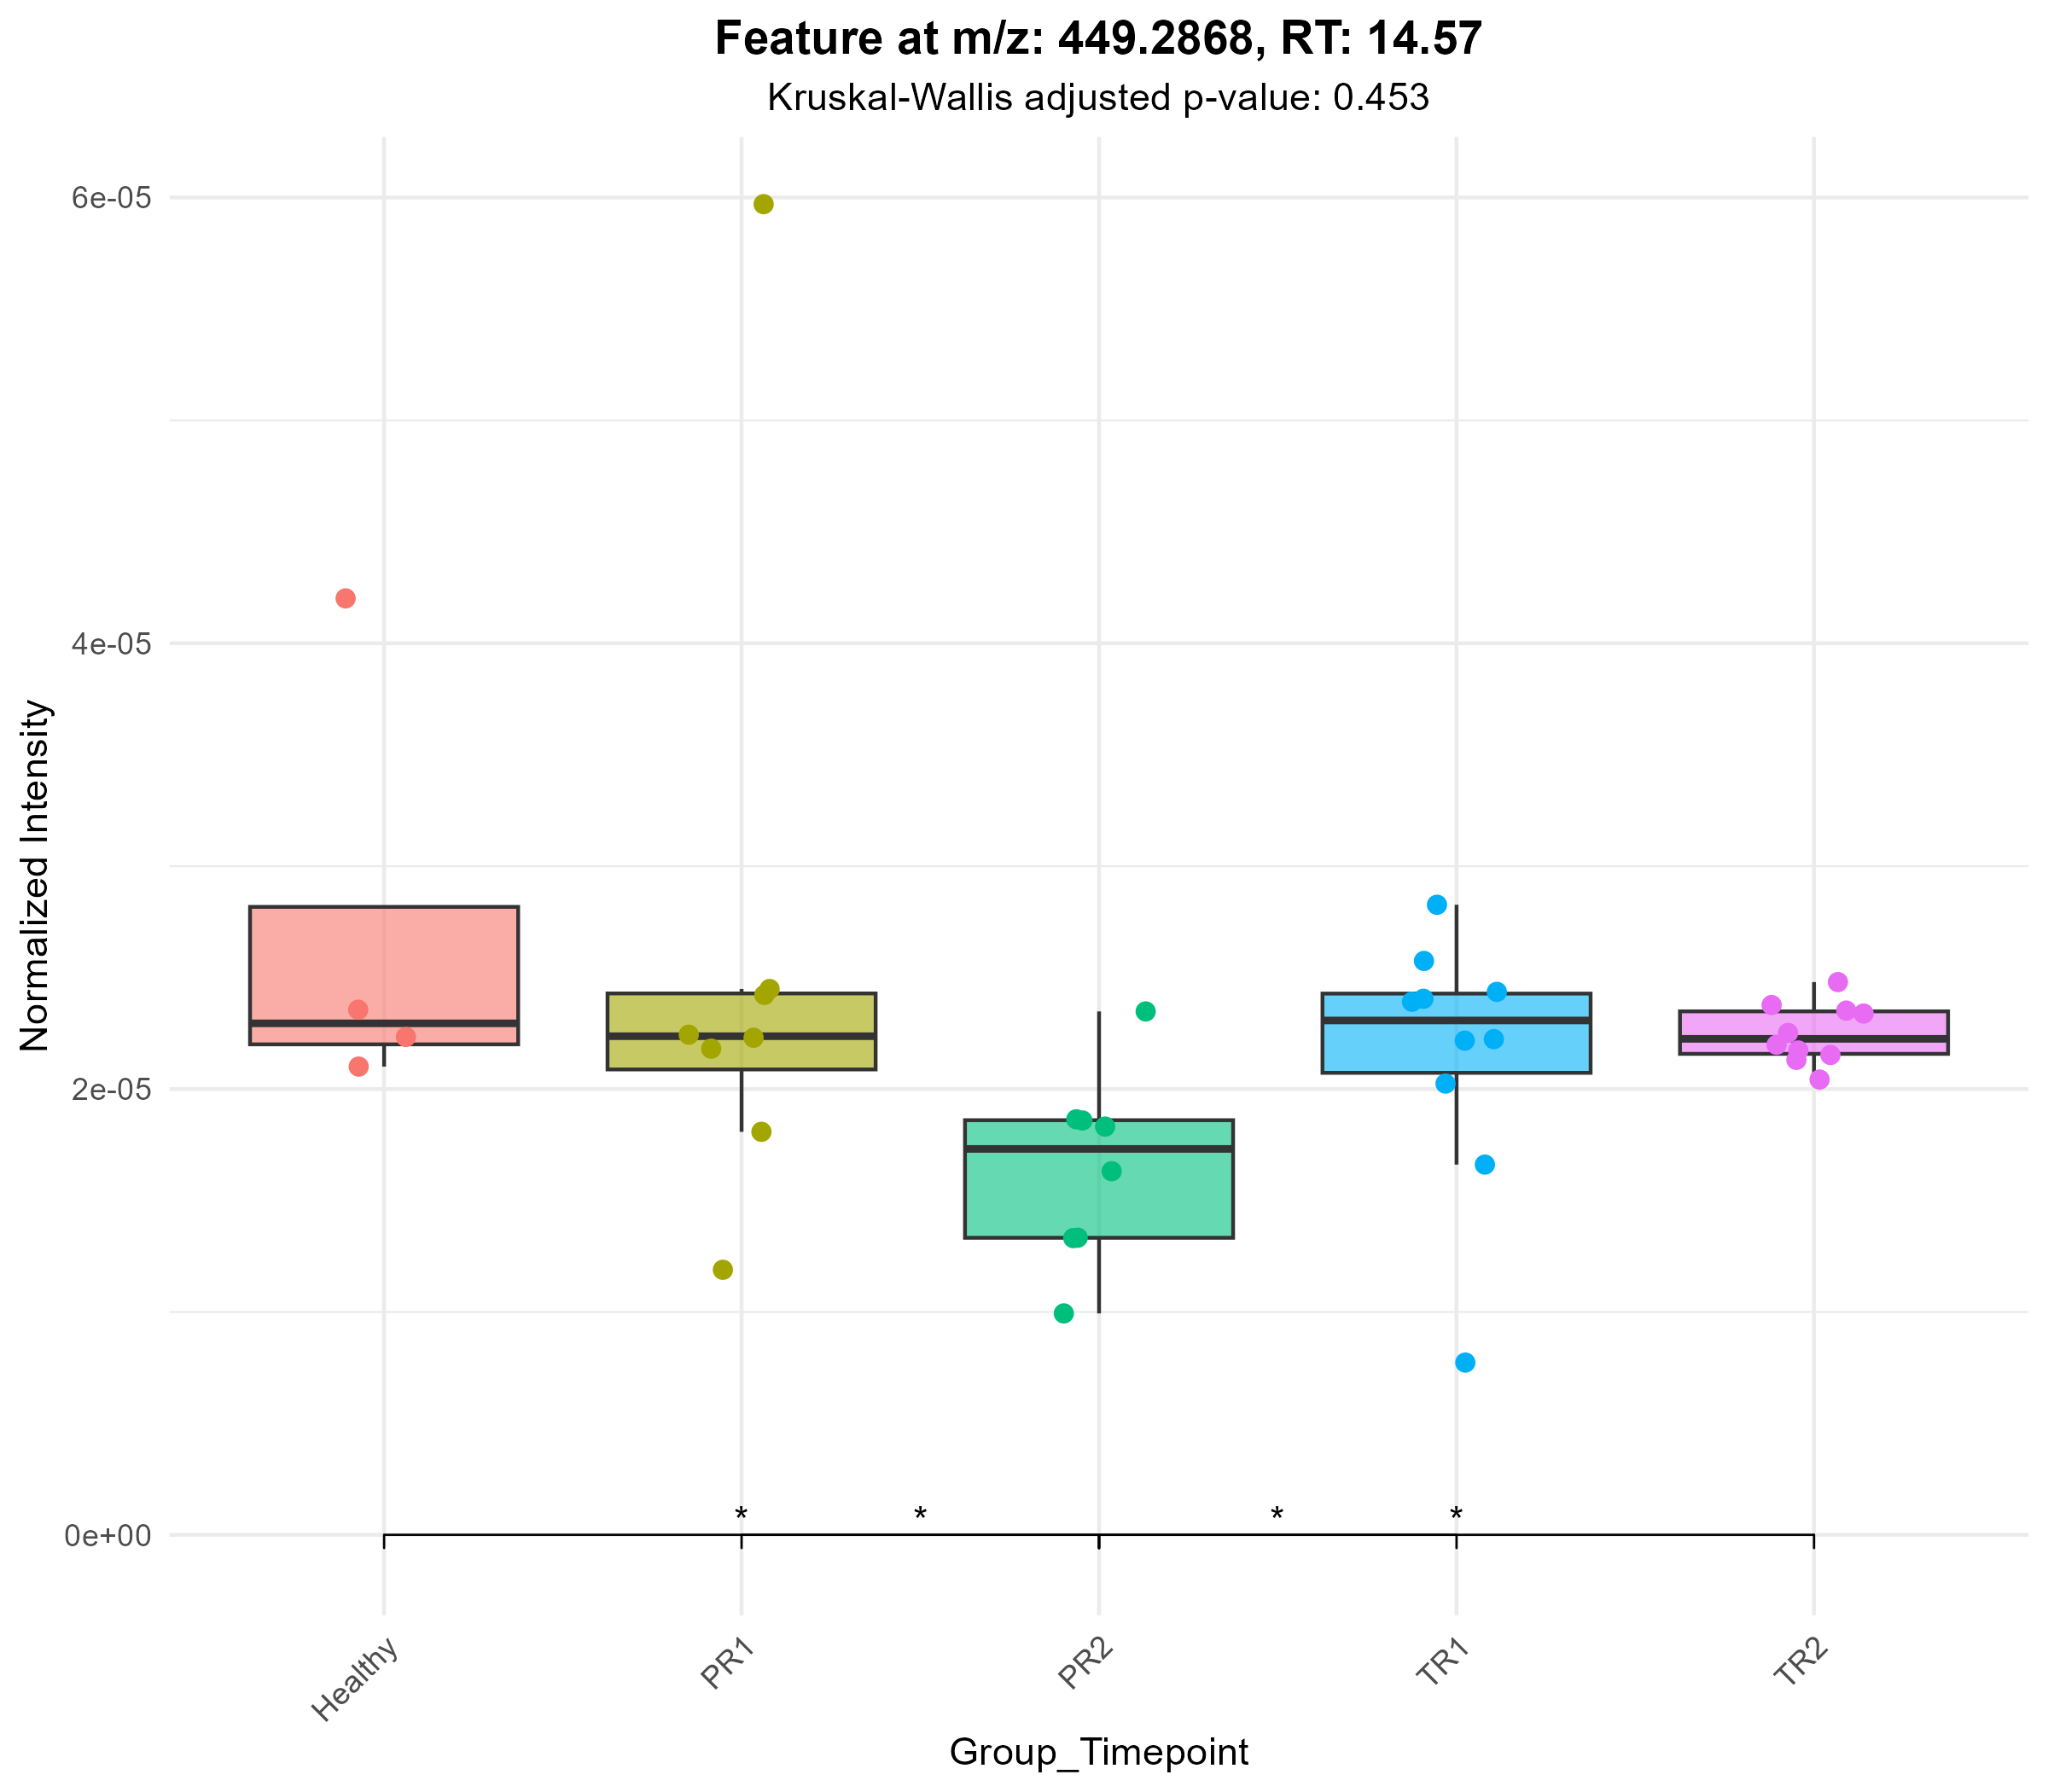 Feature at m/z: 449.2868, RT: 14.57
Kruskal-Wallis adjusted p-value: 0.453
6e-05
4e-05
2e-05
0e+00
Normalized Intensity
* * * *
Healthy PR1 PR2 TR1 TR2
Group_Timepoint